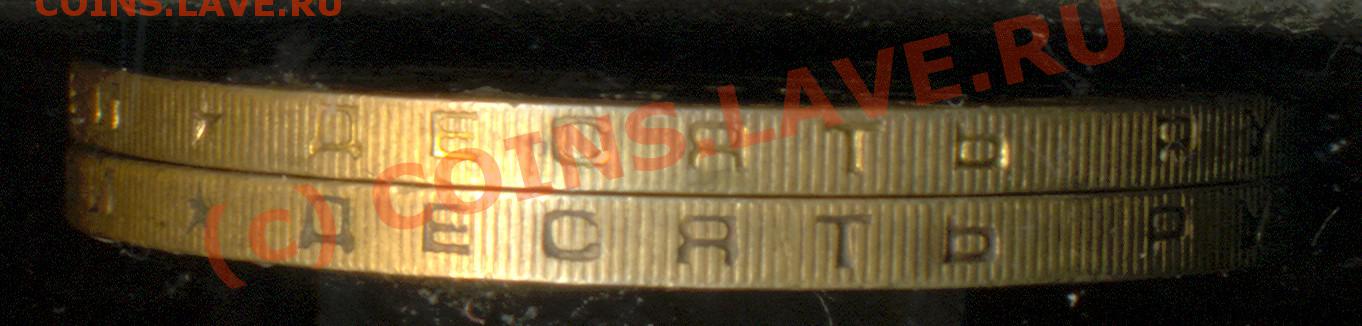 COINS.LAVE.RU
(c) COINS.LAVE.RU
★ ДЕСЯТЬ
★ ДЕСЯТЬ Р